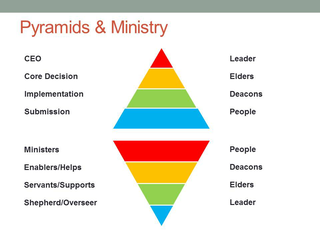 Pyramids & Ministry
CEO Leader
Core Decision Elders
Implementation Deacons
Submission People
Ministers People
Enablers/Helps Deacons
Servants/Supports Elders
Shepherd/Overseer Leader